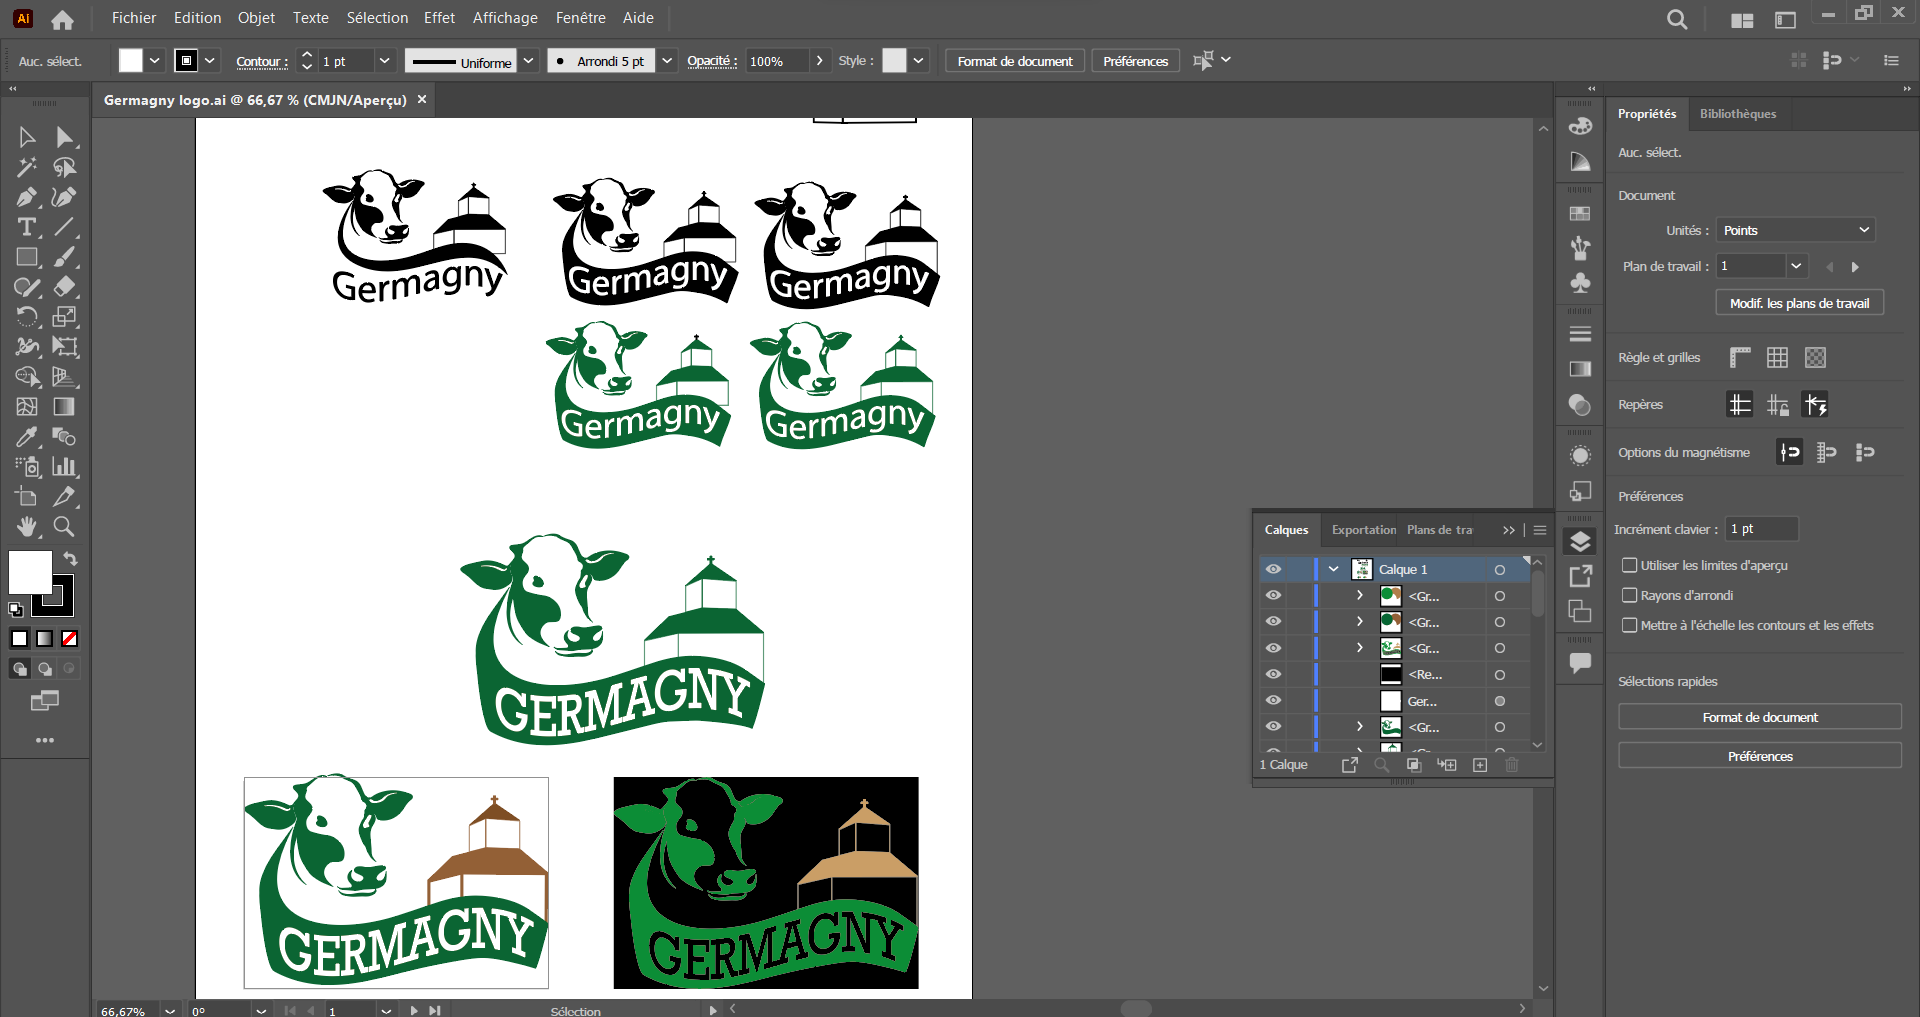 Ai
Fichier Edition Objet Texte Sélection Effet Affichage Fenêtre Aide
Auc. sélect.
Contour :
1 pt
Uniforme
Arrondi 5 pt
Opacité :
100%
Style :
Format de document
Préférences
Germagny logo.ai @ 66,67 % (CMJN/Aperçu)
Germagny
Germagny
Germagny
Germagny
Germagny
GERMAGNY
GERMAGNY
GERMAGNY
Calques
Exportation
Plans de tra
Calque 1
<Gr...
<Gr...
<Gr...
<Re...
Ger...
<Gr...
1 Calque
Propriétés
Bibliothèques
Auc. sélect.
Document
Unités :
Points
Plan de travail :
1
Modif. les plans de travail
Règle et grilles
Repères
Options du magnétisme
Préférences
Incrément clavier :
1 pt
Utiliser les limites d'aperçu
Rayons d'arrondi
Mettre à l'échelle les contours et les effets
Sélections rapides
Format de document
Préférences
66,67%
0°
1
Sélection